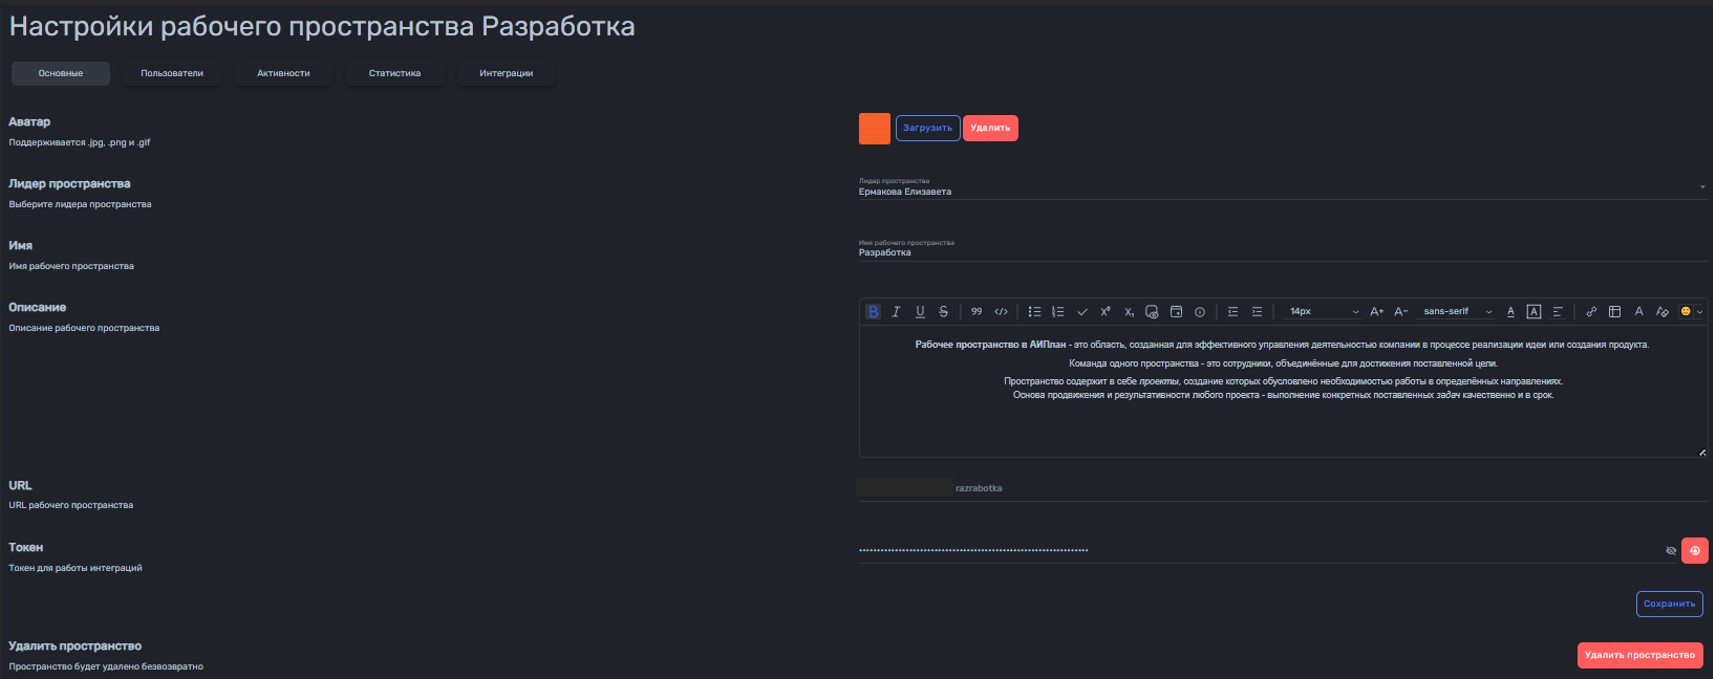 Настройки рабочего пространства Разработка
Основные Пользователи Активности Статистика Интеграции
Аватар
Поддерживается .jpg, .png и .gif
Загрузить Удалить
Лидер пространства
Выберите лидера пространства
Лидер пространства
Ермакова Елизавета
Имя
Имя рабочего пространства
Имя рабочего пространства
Разработка
Описание
Описание рабочего пространства
14px sans-serif
Рабочее пространство в АИПлан - это область, созданная для эффективного управления деятельностью компании в процессе реализации идеи или создания продукта.
Команда одного пространства - это сотрудники, объединённые для достижения поставленной цели.
Пространство содержит в себе проекты, создание которых обусловлено необходимостью работы в определённых направлениях.
Основа продвижения и результативности любого проекта - выполнение конкретных поставленных задач качественно и в срок.
URL
URL рабочего пространства
razrabotka
Токен
Токен для работы интеграций
Сохранить
Удалить пространство
Пространство будет удалено безвозвратно
Удалить пространство